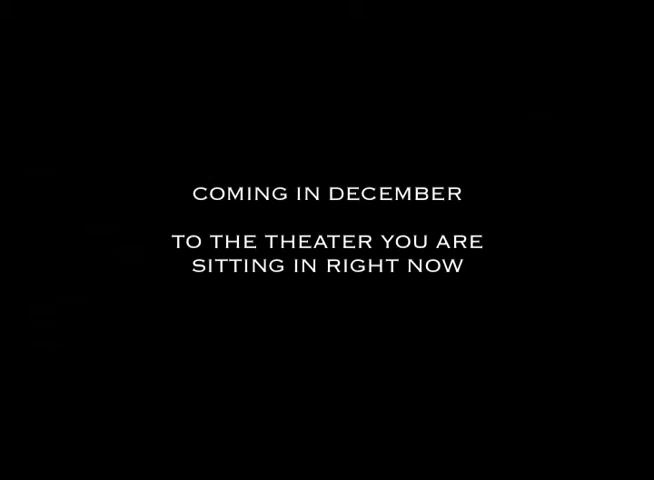 COMING IN DECEMBER
TO THE THEATER YOU ARE
SITTING IN RIGHT NOW